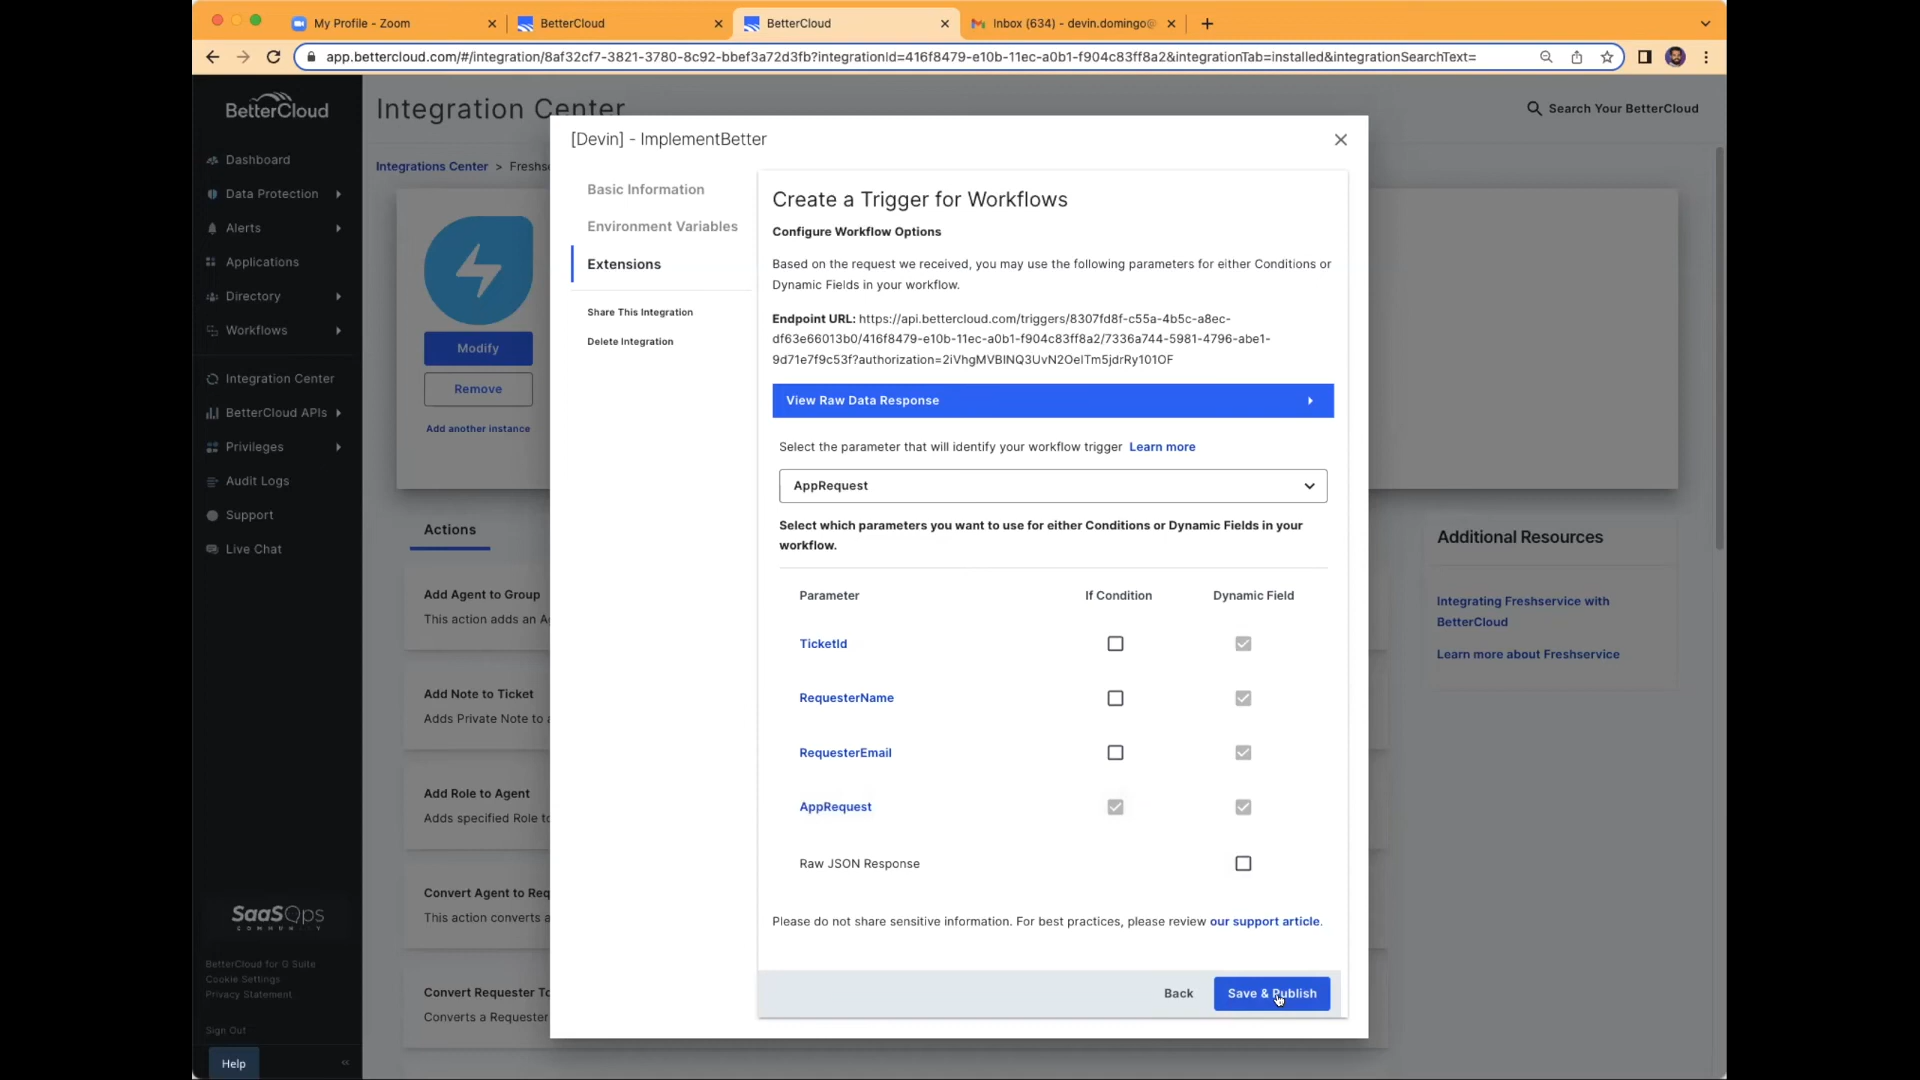 My Profile - Zoom
BetterCloud
BetterCloud
Inbox (634) - devin.domingo@
app.bettercloud.com/#/integration/8af32cf7-3821-3780-8c92-bbef3a72d3fb?integrationId=416f8479-e10b-11ec-a0b1-f904c83ff8a2&integrationTab=installed&integrationSearchText=
BetterCloud
Dashboard
Data Protection
Alerts
Applications
Directory
Workflows
Integration Center
BetterCloud APIs
Privileges
Audit Logs
Support
Live Chat
SaaSOps
COMMUNITY
BetterCloud for G Suite
Cookie Settings
Privacy Statement
Sign Out
Help
Integration Center
Search Your BetterCloud
Integrations Center > Freshse
Modify
Remove
Add another instance
Actions
Add Agent to Group
This action adds an Ag
Add Note to Ticket
Adds Private Note to a
Add Role to Agent
Adds specified Role to
Convert Agent to Req
This action converts a
Convert Requester To
Converts a Requester
[Devin] - ImplementBetter
Basic Information
Environment Variables
Extensions
Share This Integration
Delete Integration
Create a Trigger for Workflows
Configure Workflow Options
Based on the request we received, you may use the following parameters for either Conditions or
Dynamic Fields in your workflow.
Endpoint URL: https://api.bettercloud.com/triggers/8307fd8f-c55a-4b5c-a8ec-
df63e66013b0/416f8479-e10b-11ec-a0b1-f904c83ff8a2/7336a744-5981-4796-abe1-
9d71e7f9c53f?authorization=2iVhgMVBINQ3UvN2OelTm5jdrRy101OF
View Raw Data Response
Select the parameter that will identify your workflow trigger Learn more
AppRequest
Select which parameters you want to use for either Conditions or Dynamic Fields in your
workflow.
Parameter If Condition Dynamic Field
TicketId
RequesterName
RequesterEmail
AppRequest
Raw JSON Response
Please do not share sensitive information. For best practices, please review our support article.
Back
Save & Publish
Additional Resources
Integrating Freshservice with
BetterCloud
Learn more about Freshservice